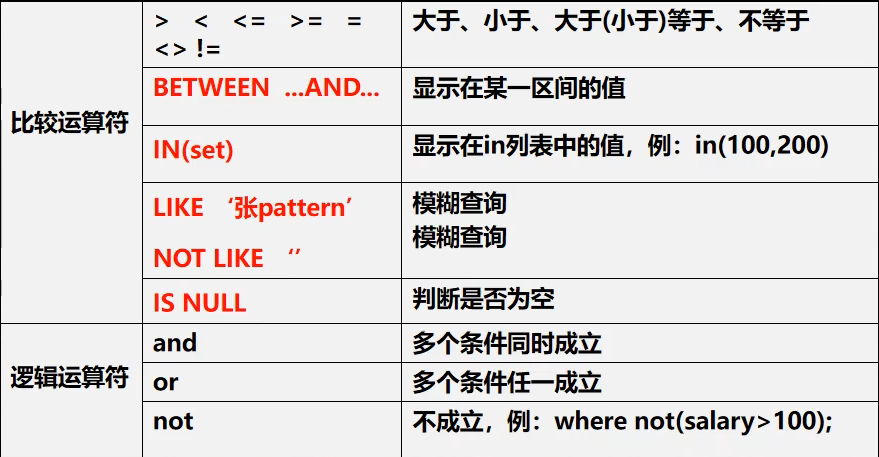 比较运算符
> < <= >= =
<> !=
大于、小于、大于(小于)等于、不等于
BETWEEN ...AND...
显示在某一区间的值
IN(set)
显示在in列表中的值，例：in(100,200)
LIKE ‘张pattern’
NOT LIKE ‘’
模糊查询
模糊查询
IS NULL
判断是否为空
逻辑运算符
and
多个条件同时成立
or
多个条件任一成立
not
不成立，例：where not(salary>100);